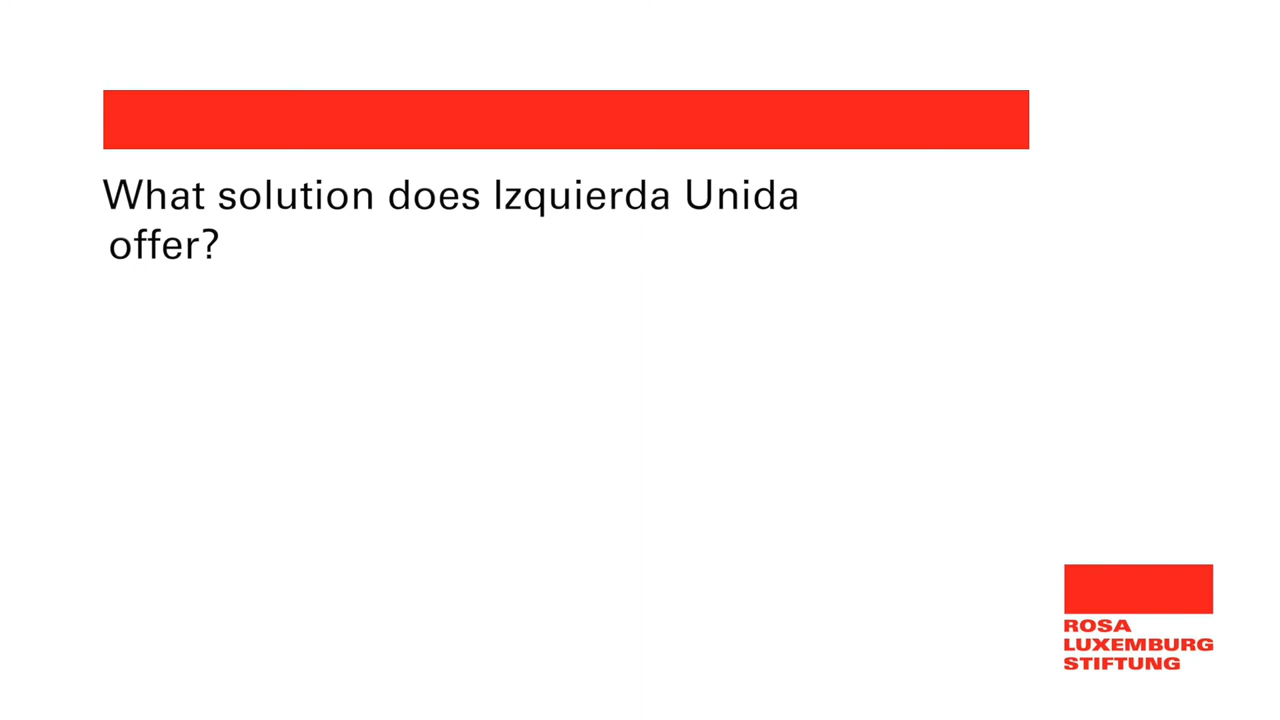 What solution does Izquierda Unida
offer?
ROSA
LUXEMBURG
STIFTUNG